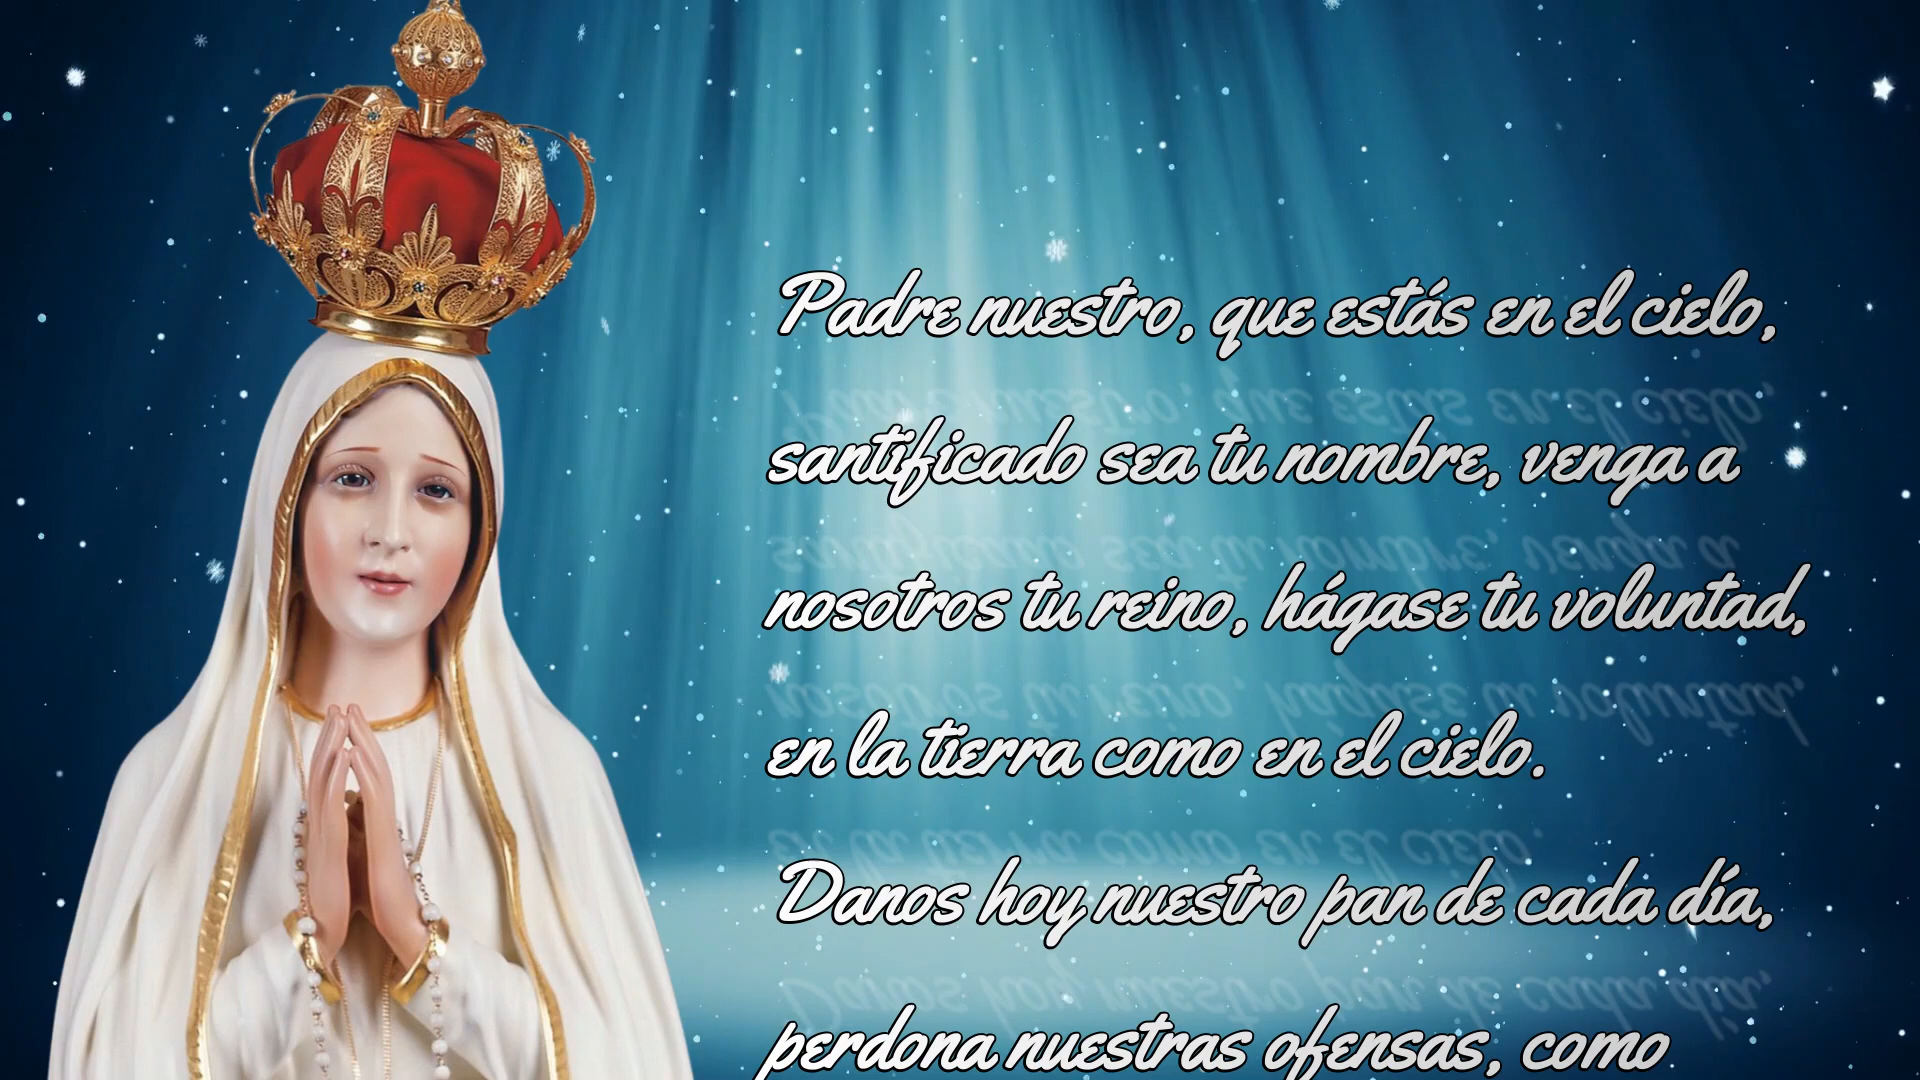 Padre nuestro, que estás en el cielo,
santificado sea tu nombre, venga a
nosotros tu reino, hágase tu voluntad,
en la tierra como en el cielo.
Danos hoy nuestro pan de cada día,
perdona nuestras ofensas, como